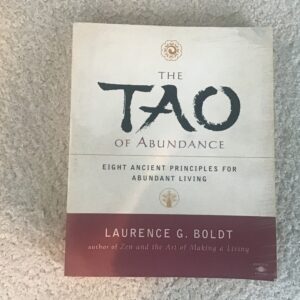 THE
TAO
OF ABUNDANCE
EIGHT ANCIENT PRINCIPLES FOR
ABUNDANT LIVING
LAURENCE G. BOLDT
author of Zen and the Art of Making a Living